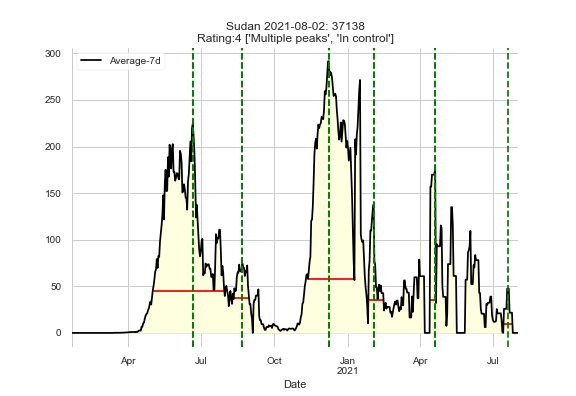 Sudan 2021-08-02: 37138
Rating:4 ['Multiple peaks', 'In control']
Average-7d
300
250
200
150
100
50
0
Apr
Jul
Oct
Jan
2021
Apr
Jul
Date